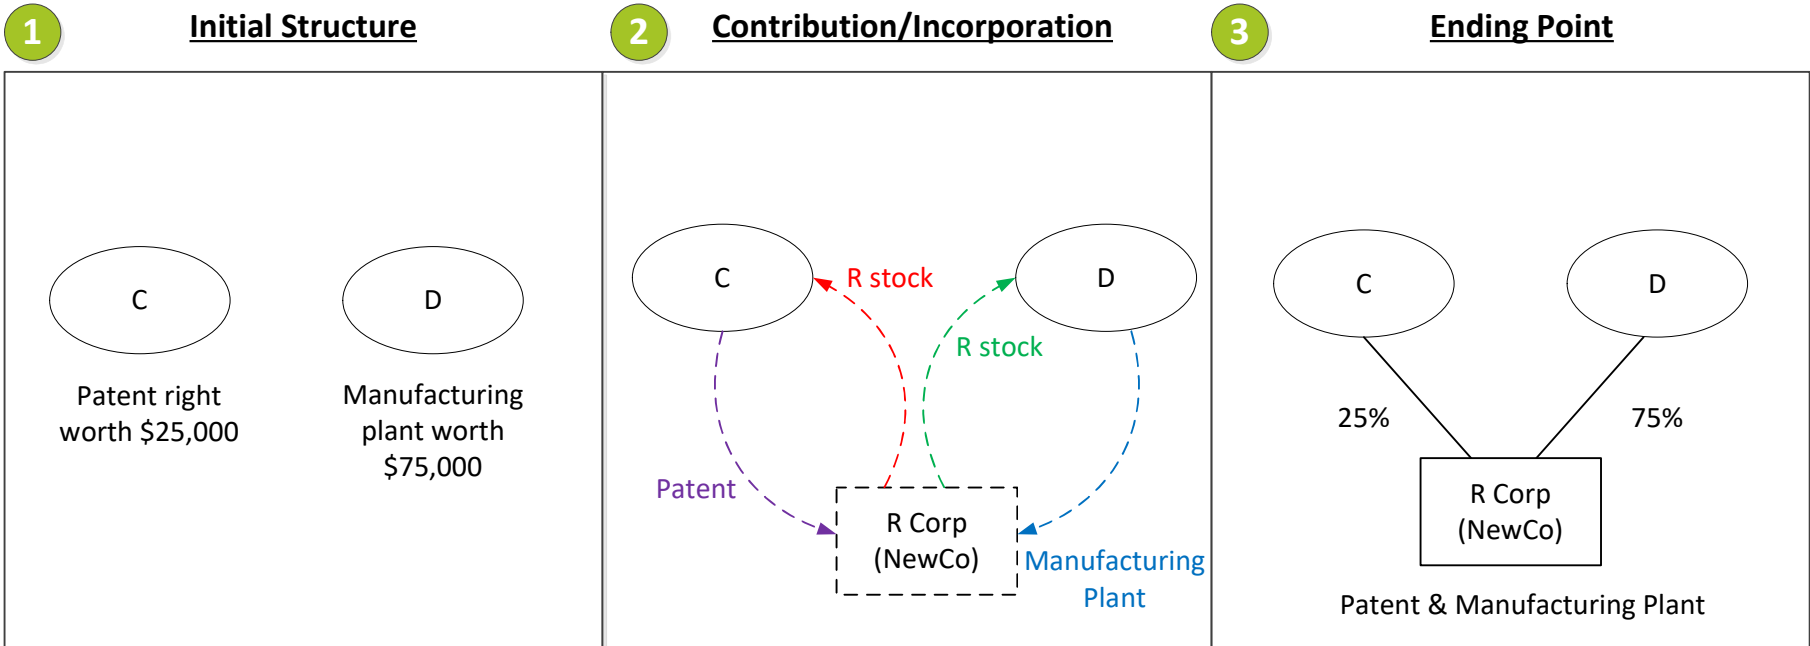 1
Initial Structure
C
D
Patent right
worth $25,000
Manufacturing
plant worth
$75,000
2
Contribution/Incorporation
C
R stock
D
R stock
Patent
R Corp
(NewCo)
Manufacturing
Plant
3
Ending Point
C
D
25%
75%
R Corp
(NewCo)
Patent & Manufacturing Plant